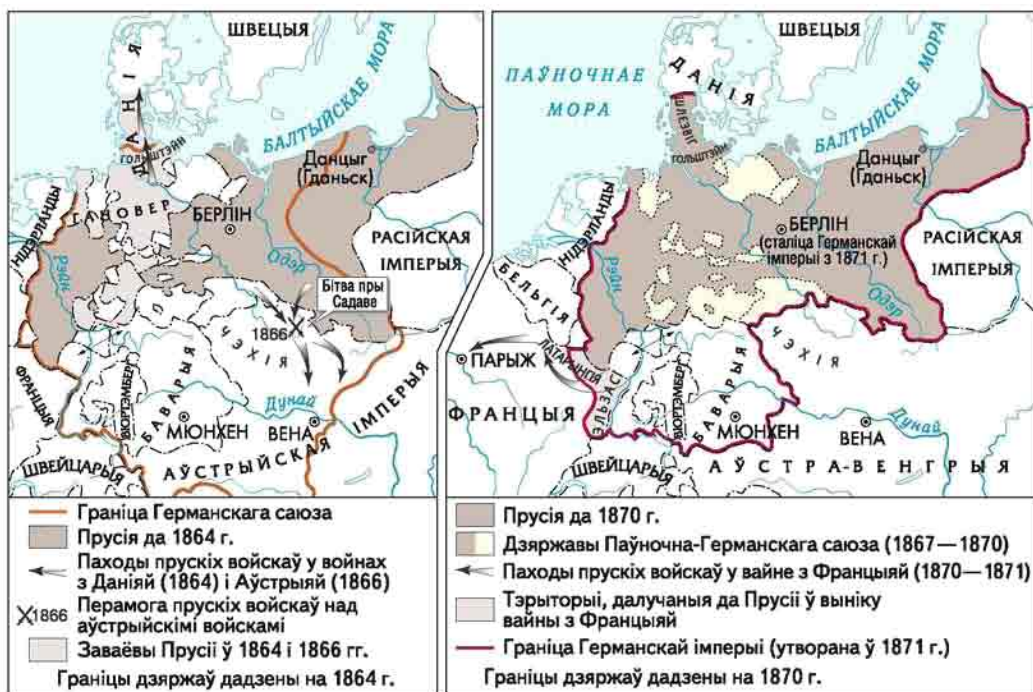 ШВЕЦЫЯ
ДАНІЯ
БАЛТЫЙСКАЕ МОРА
ГОЛЬШТЭЙН
Данцыг
(Гданьск)
НІДЭРЛАНДЫ
ГАНОВЕР
БЕРЛІН
РАСІЙСКАЯ
ІМПЕРЫЯ
Рэйн
Одэр
Бітва пры
Садаве
1866
ЧЭХІЯ
ФРАНЦЫЯ
ВЮРТЭМБЕРГ
БАВАРЫЯ
МЮНХЕН
Дунай
ВЕНА
ШВЕЙЦАРЫЯ
АЎСТРЫЙСКАЯ ІМПЕРЫЯ
Граніца Германскага саюза
Прусія да 1864 г.
Паходы прускіх войскаў у войнах
з Даніяй (1864) і Аўстрыяй (1866)
1866 Перамога прускіх войскаў над
аўстрыйскімі войскамі
Заваёвы Прусіі ў 1864 і 1866 гг.
Граніцы дзяржаў дадзены на 1864 г.
ШВЕЦЫЯ
ПАЎНОЧНАЕ
МОРА
ДАНІЯ
БАЛТЫЙСКАЕ МОРА
ШЛЕЗВІГ
ГОЛЬШТЭЙН
Данцыг
(Гданьск)
НІДЭРЛАНДЫ
БЕРЛІН
(сталіца Германскай
імперыі з 1871 г.)
РАСІЙСКАЯ
ІМПЕРЫЯ
БЕЛЬГІЯ
Рэйн
Одэр
ЧЭХІЯ
ПАРЫЖ
ЛАТАРЫНГІЯ
ЭЛЬЗАС
ФРАНЦЫЯ
ВЮРТЭМБЕРГ
БАВАРЫЯ
МЮНХЕН
ВЕНА
Дунай
ШВЕЙЦАРЫЯ
АЎСТРА-ВЕНГРЫЯ
Прусія да 1870 г.
Дзяржавы Паўночна-Германскага саюза (1867—1870)
Паходы прускіх войскаў у вайне з Францыяй (1870—1871)
Тэрыторыі, далучаныя да Прусіі ў выніку
вайны з Францыяй
Граніца Германскай імперыі (утворана ў 1871 г.)
Граніцы дзяржаў дадзены на 1870 г.